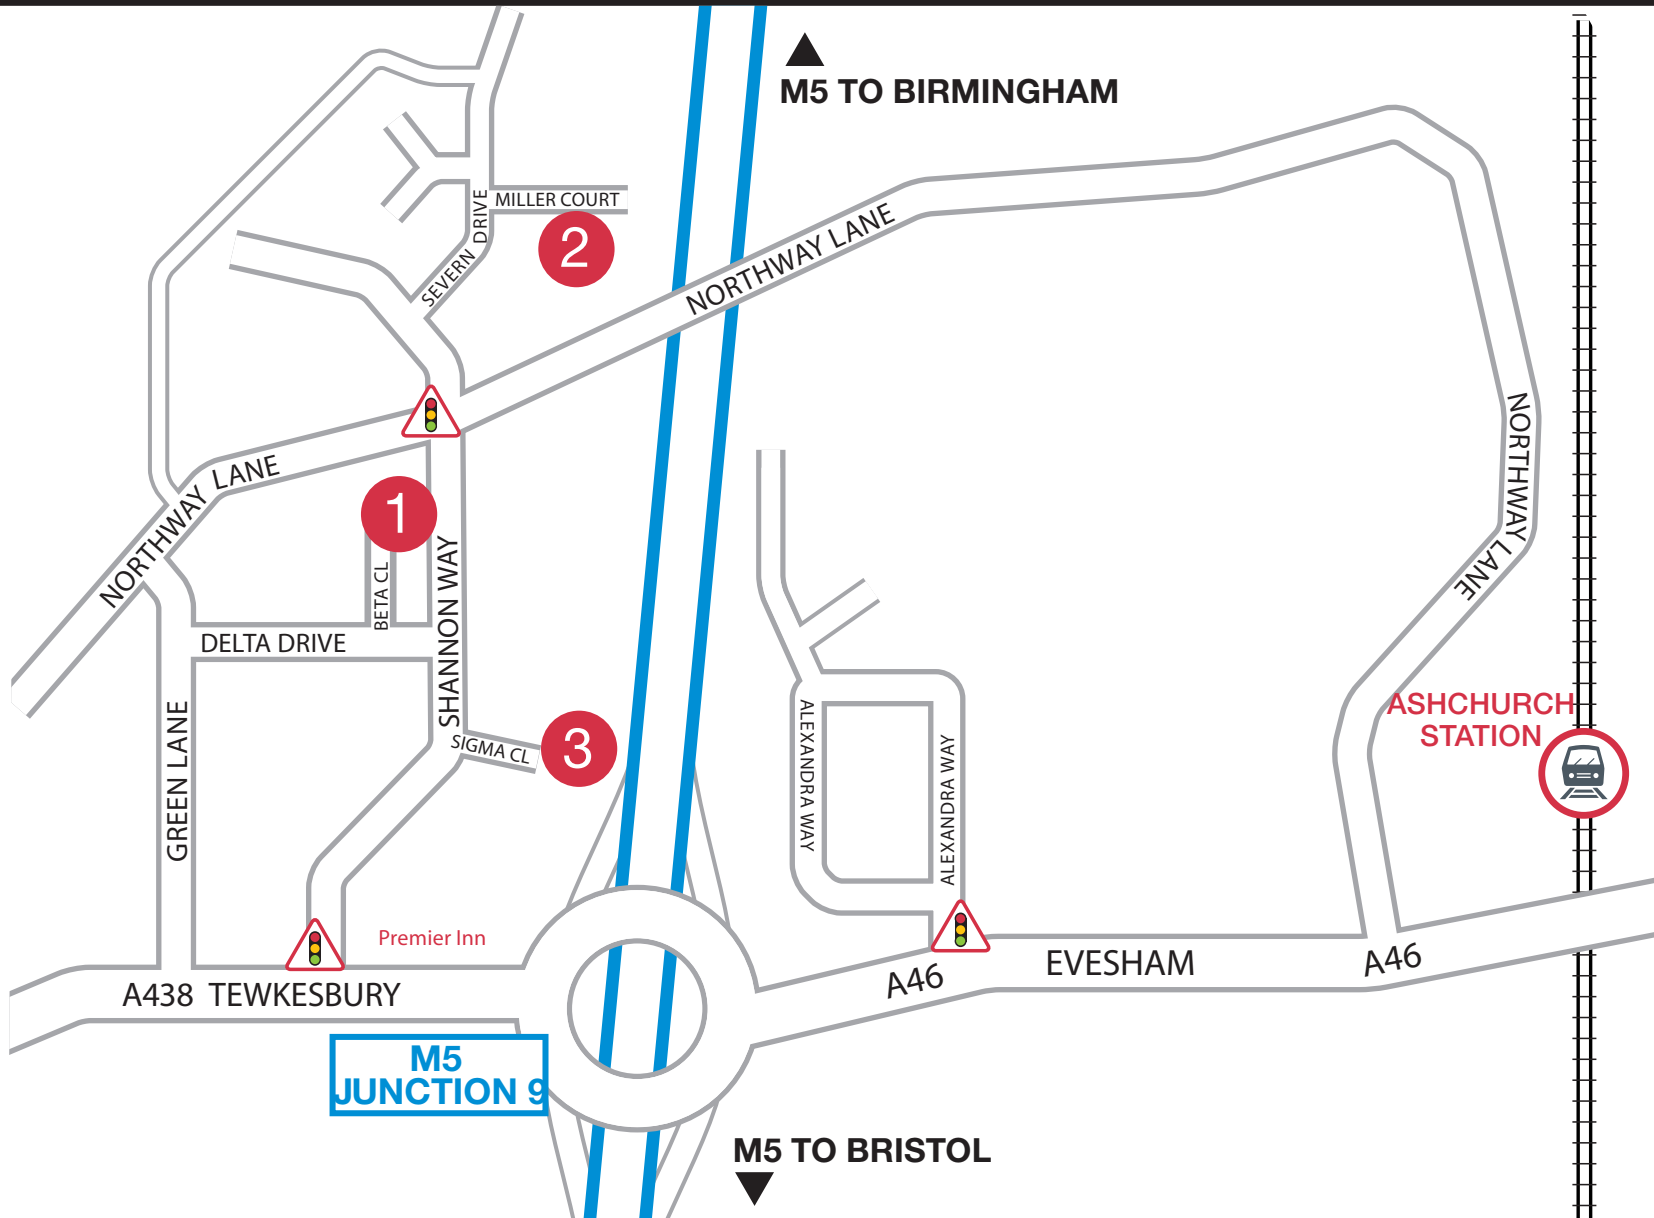 M5 TO BIRMINGHAM
MILLER COURT
SEVERN DRIVE
2
NORTHWAY LANE
NORTHWAY LANE
NORTHWAY LANE
1
BETA CL
SHANNON WAY
DELTA DRIVE
GREEN LANE
SIGMA CL
3
ALEXANDRA WAY
ALEXANDRA WAY
ASHCHURCH
STATION
Premier Inn
A438 TEWKESBURY
A46
EVESHAM
A46
M5
JUNCTION 9
M5 TO BRISTOL